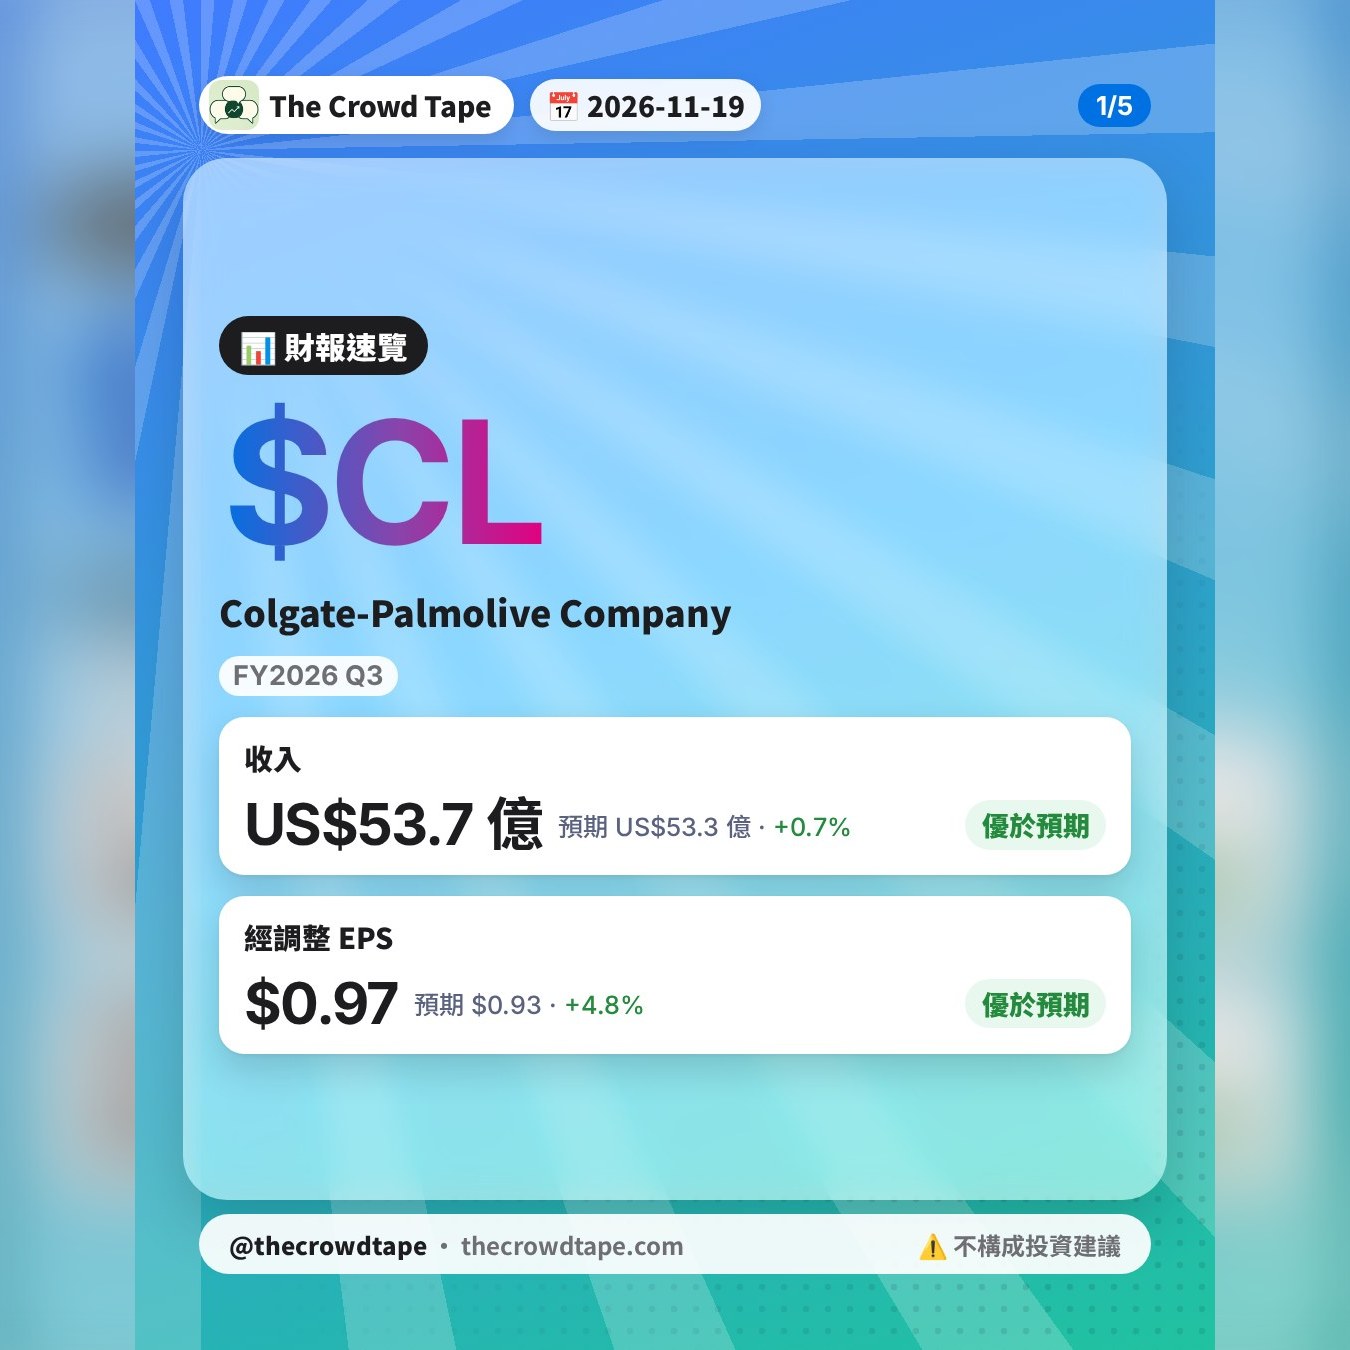 The Crowd Tape
📅 2026-11-19
1/5
📊 財報速覽
$CL
Colgate-Palmolive Company
FY2026 Q3
收入
US$53.7 億 預期 US$53.3 億 · +0.7% 優於預期
經調整 EPS
$0.97 預期 $0.93 · +4.8% 優於預期
@thecrowdtape • thecrowdtape.com
⚠️ 不構成投資建議